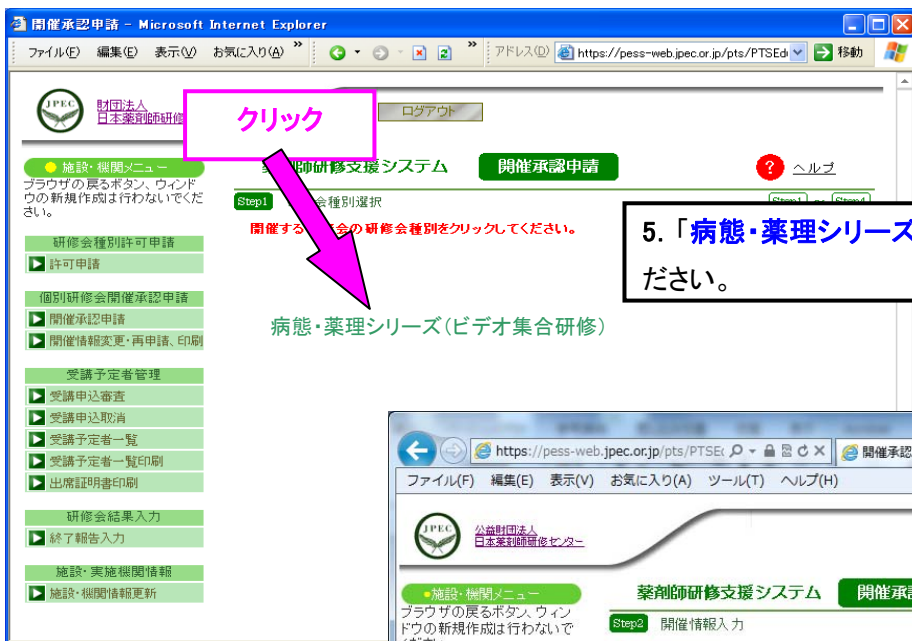 開催承認申請 - Microsoft Internet Explorer
ファイル(F) 編集(E) 表示(V) お気に入り(A) » アドレス(D) https://pess-web.jpec.or.jp/pts/PTSEd 移動
JPEC
財団法人
日本薬剤師研修
ログアウト
クリック
施設・機関メニュー
ブラウザの戻るボタン、ウィンドウの新規作成は行わないでください。
薬剤師研修支援システム 開催承認申請
? ヘルプ
Step1 会種別選択
Step1 Step4
開催する 会の研修会種別をクリックしてください。
5.「病態・薬理シリーズ
ださい。
研修会種別許可申請
許可申請
個別研修会開催承認申請
開催承認申請
開催情報変更・再申請、印刷
受講予定者管理
受講申込審査
受講申込取消
受講予定者一覧
受講予定者一覧印刷
出席証明書印刷
研修会結果入力
終了報告入力
施設・実施機関情報
施設・機関情報更新
病態・薬理シリーズ(ビデオ集合研修)
https://pess-web.jpec.or.jp/pts/PTSE 開催承認
ファイル(F) 編集(E) 表示(V) お気に入り(A) ツール(T) ヘルプ(H)
JPEC
公益財団法人
日本薬剤師研修センター
•施設・機関メニュー
ブラウザの戻るボタン、ウィン
ドウの新規作成は行わないで
薬剤師研修支援システム 開催承
Step2 開催情報入力